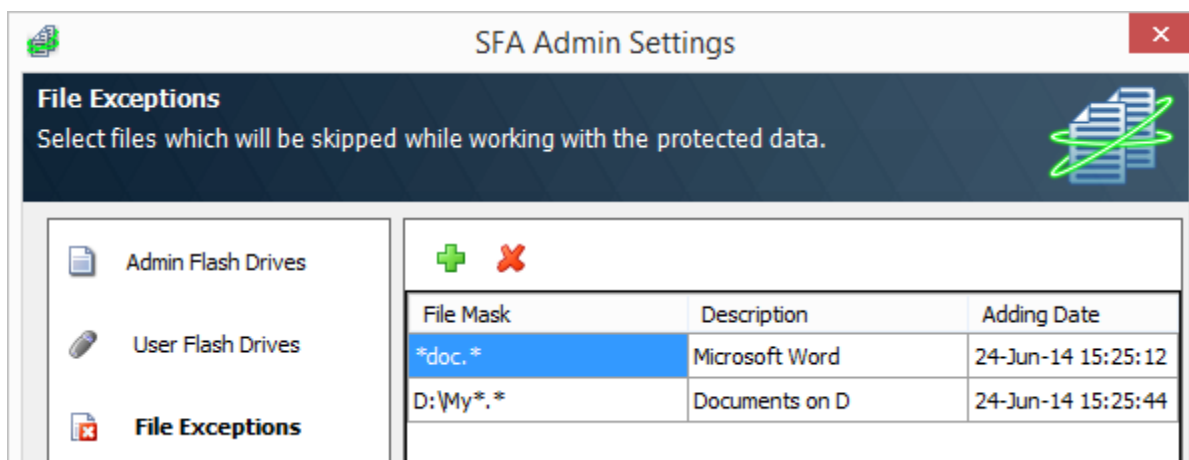 SFA Admin Settings
File Exceptions
Select files which will be skipped while working with the protected data.
Admin Flash Drives
User Flash Drives
File Exceptions
File Mask Description Adding Date
*doc.* Microsoft Word 24-Jun-14 15:25:12
D:\My*.* Documents on D 24-Jun-14 15:25:44